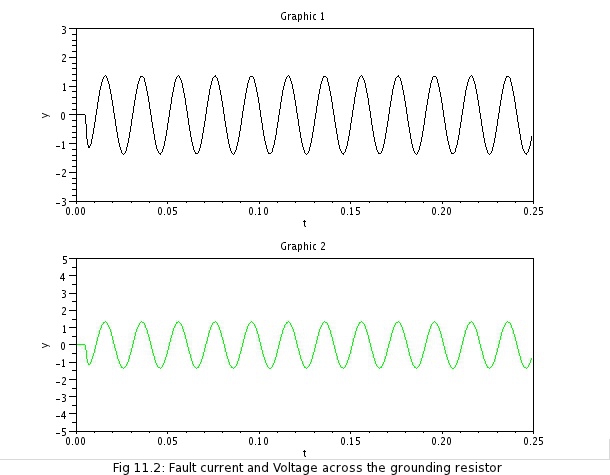 Graphic 1
3
2
1
0
-1
-2
-3
y
0.00 0.05 0.10 0.15 0.20 0.25
t
Graphic 2
5
4
3
2
1
0
-1
-2
-3
-4
-5
y
0.00 0.05 0.10 0.15 0.20 0.25
t
Fig 11.2: Fault current and Voltage across the grounding resistor